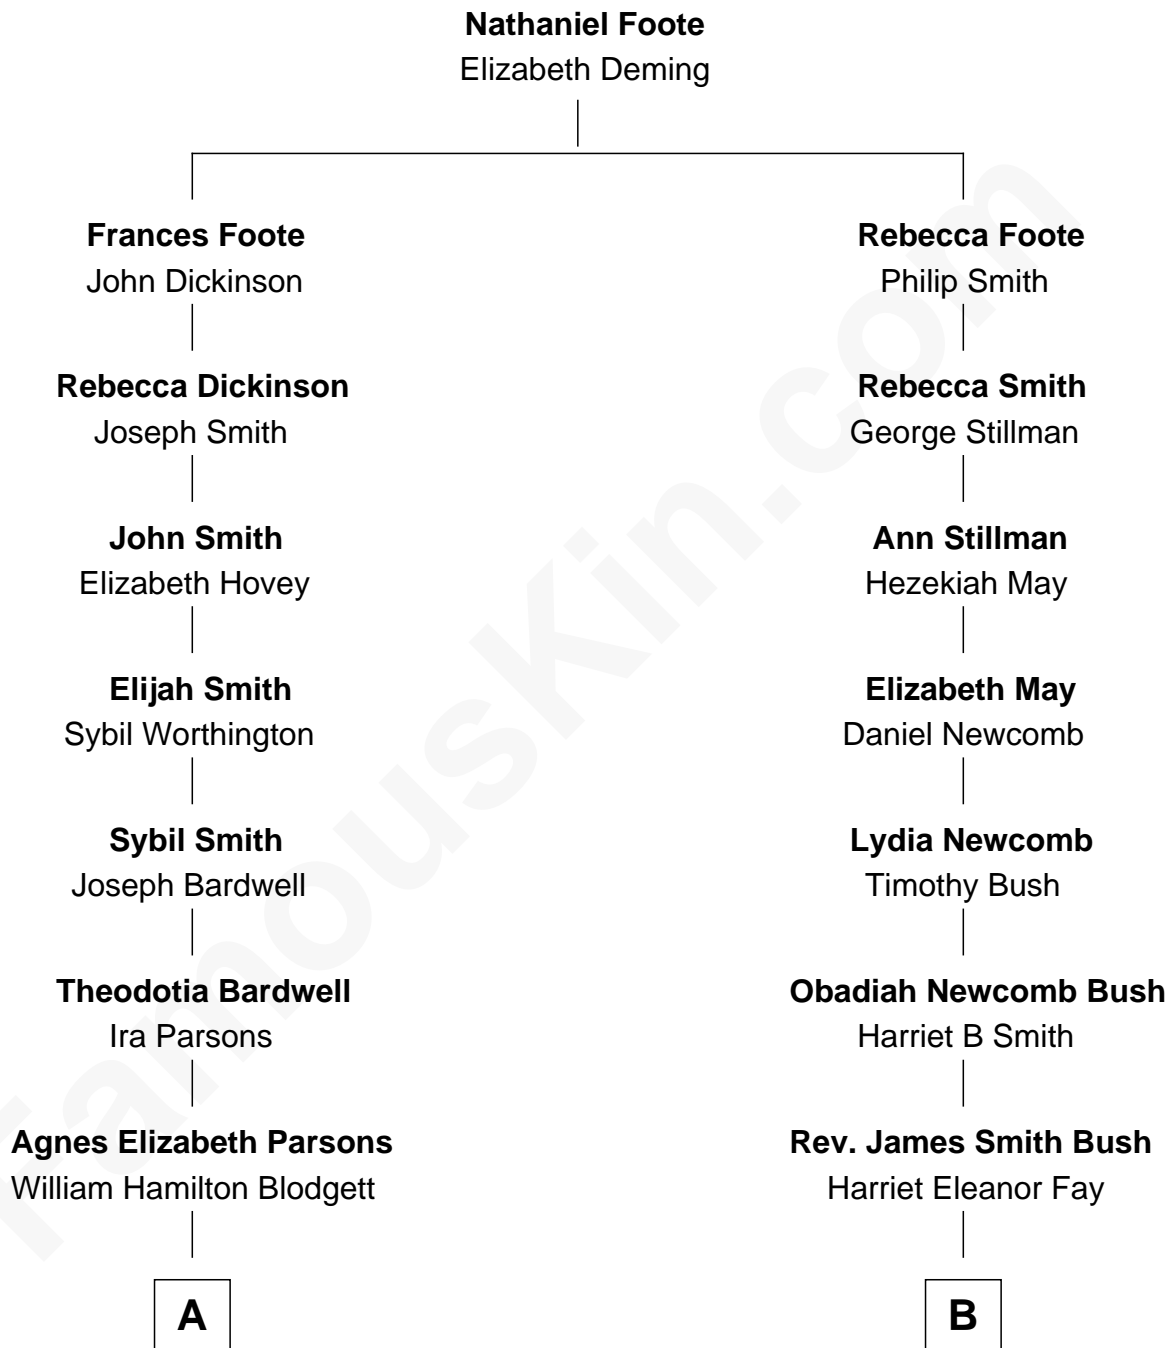 Nathaniel Foote
Elizabeth Deming
Frances Foote
John Dickinson
Rebecca Dickinson
Joseph Smith
John Smith
Elizabeth Hovey
Elijah Smith
Sybil Worthington
Sybil Smith
Joseph Bardwell
Theodotia Bardwell
Ira Parsons
Agnes Elizabeth Parsons
William Hamilton Blodgett
A
Rebecca Foote
Philip Smith
Rebecca Smith
George Stillman
Ann Stillman
Hezekiah May
Elizabeth May
Daniel Newcomb
Lydia Newcomb
Timothy Bush
Obadiah Newcomb Bush
Harriet B Smith
Rev. James Smith Bush
Harriet Eleanor Fay
B
FamousKin.com